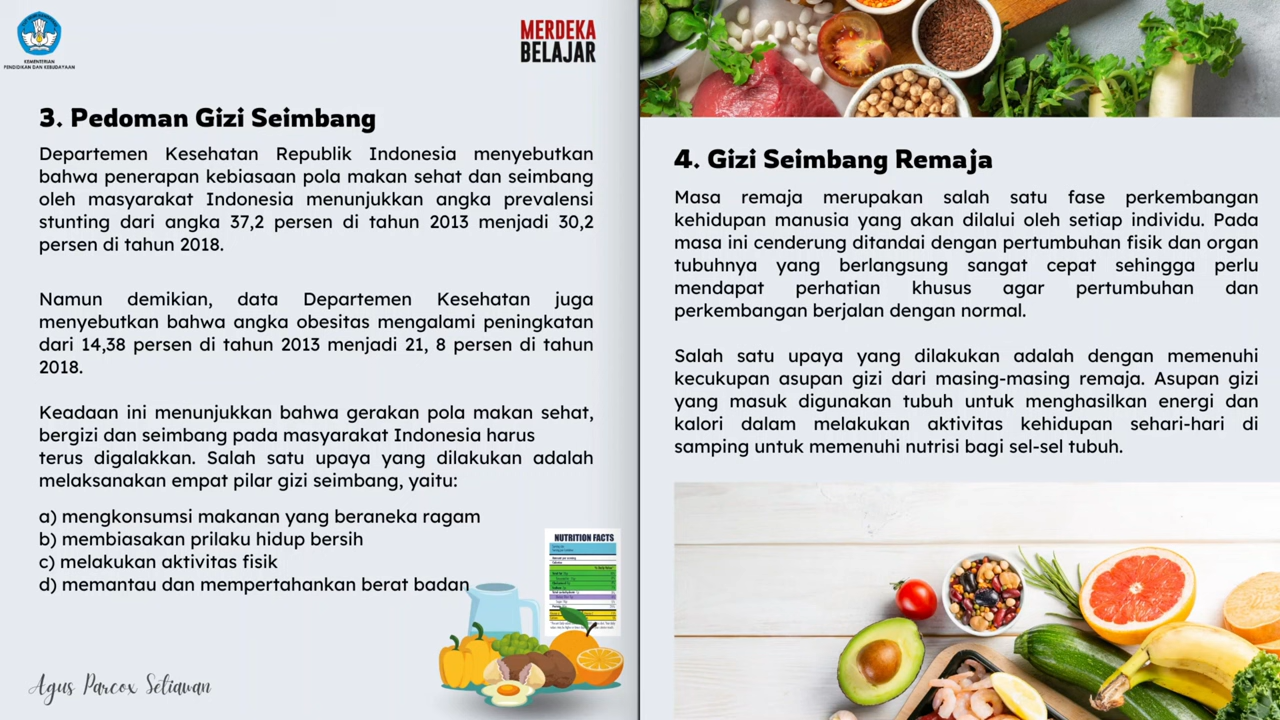 KEMENTERIAN
PENDIDIKAN DAN KEBUDAYAAN
MERDEKA
BELAJAR
3. Pedoman Gizi Seimbang
Departemen Kesehatan Republik Indonesia menyebutkan
bahwa penerapan kebiasaan pola makan sehat dan seimbang
oleh masyarakat Indonesia menunjukkan angka prevalensi
stunting dari angka 37,2 persen di tahun 2013 menjadi 30,2
persen di tahun 2018.
Namun demikian, data Departemen Kesehatan juga
menyebutkan bahwa angka obesitas mengalami peningkatan
dari 14,38 persen di tahun 2013 menjadi 21, 8 persen di tahun
2018.
Keadaan ini menunjukkan bahwa gerakan pola makan sehat,
bergizi dan seimbang pada masyarakat Indonesia harus
terus digalakkan. Salah satu upaya yang dilakukan adalah
melaksanakan empat pilar gizi seimbang, yaitu:
a) mengkonsumsi makanan yang beraneka ragam
b) membiasakan prilaku hidup bersih
c) melakukan aktivitas fisik
d) memantau dan mempertahankan berat badan
NUTRITION FACTS
Agus Parcox Setiawan
4. Gizi Seimbang Remaja
Masa remaja merupakan salah satu fase perkembangan
kehidupan manusia yang akan dilalui oleh setiap individu. Pada
masa ini cenderung ditandai dengan pertumbuhan fisik dan organ
tubuhnya yang berlangsung sangat cepat sehingga perlu
mendapat perhatian khusus agar pertumbuhan dan
perkembangan berjalan dengan normal.
Salah satu upaya yang dilakukan adalah dengan memenuhi
kecukupan asupan gizi dari masing-masing remaja. Asupan gizi
yang masuk digunakan tubuh untuk menghasilkan energi dan
kalori dalam melakukan aktivitas kehidupan sehari-hari di
samping untuk memenuhi nutrisi bagi sel-sel tubuh.